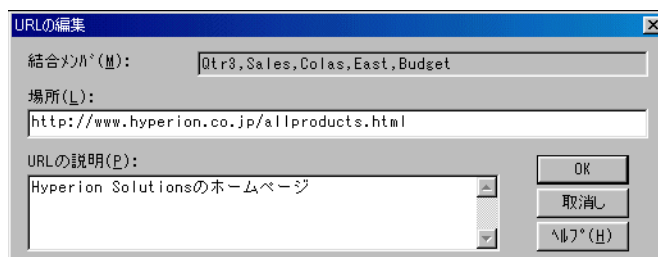 URLの編集
結合ﾒﾝﾊﾞ(M):
Qtr3,Sales,Colas,East,Budget
場所(L):
http://www.hyperion.co.jp/allproducts.html
URLの説明(P):
Hyperion Solutionsのホームページ
OK
取消し
ﾍﾙﾌﾟ(H)